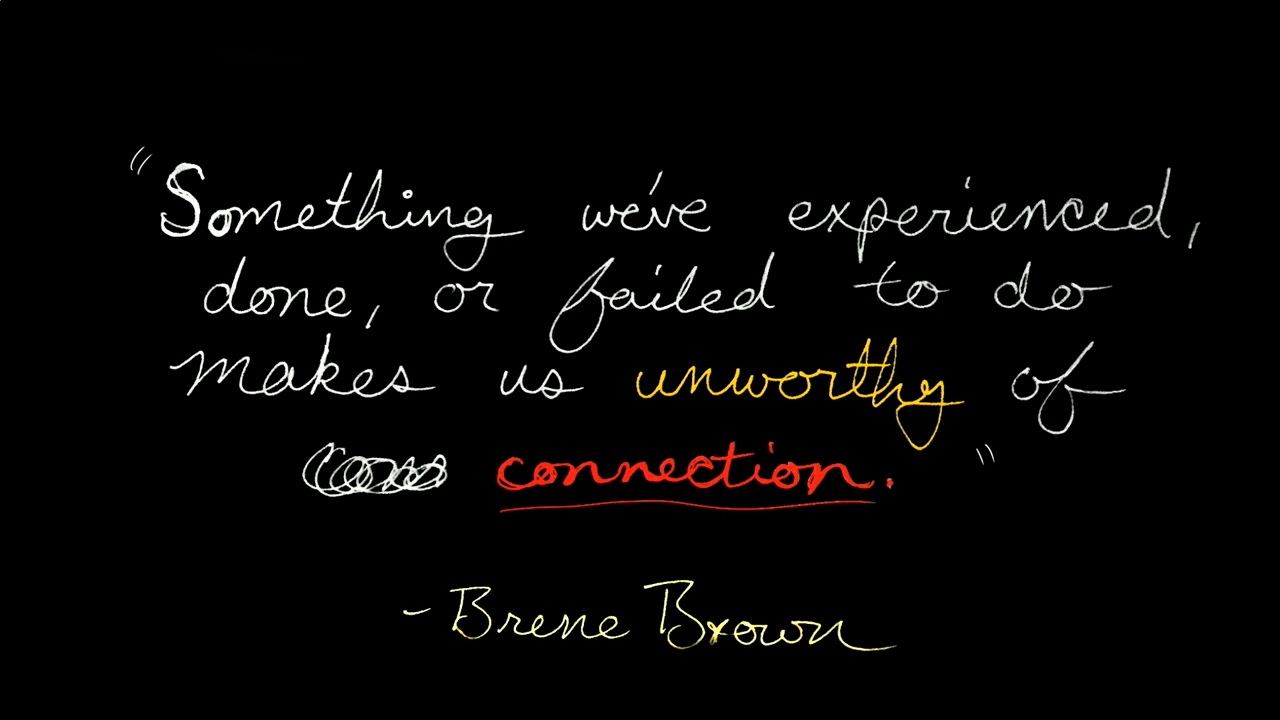 "Something we've experienced,
done, or failed to do
makes us unworthy of
connection."
- Brene Brown